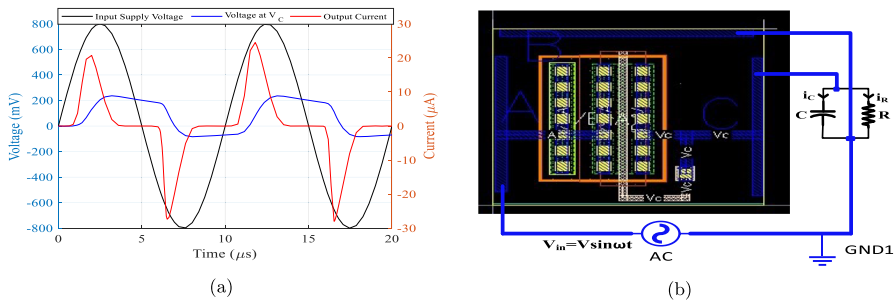 Input Supply Voltage
Voltage at V_C
Output Current
800
600
400
200
0
-200
-400
-600
-800
Voltage (mV)
30
20
10
0
-10
-20
-30
Current (μA)
0
5
10
15
20
Time (μs)
(a)
B
A
C
A
Vc
Vc
Vc
Vc
Vc
i_C
i_R
C
R
V_in=Vsinωt
AC
GND1
(b)